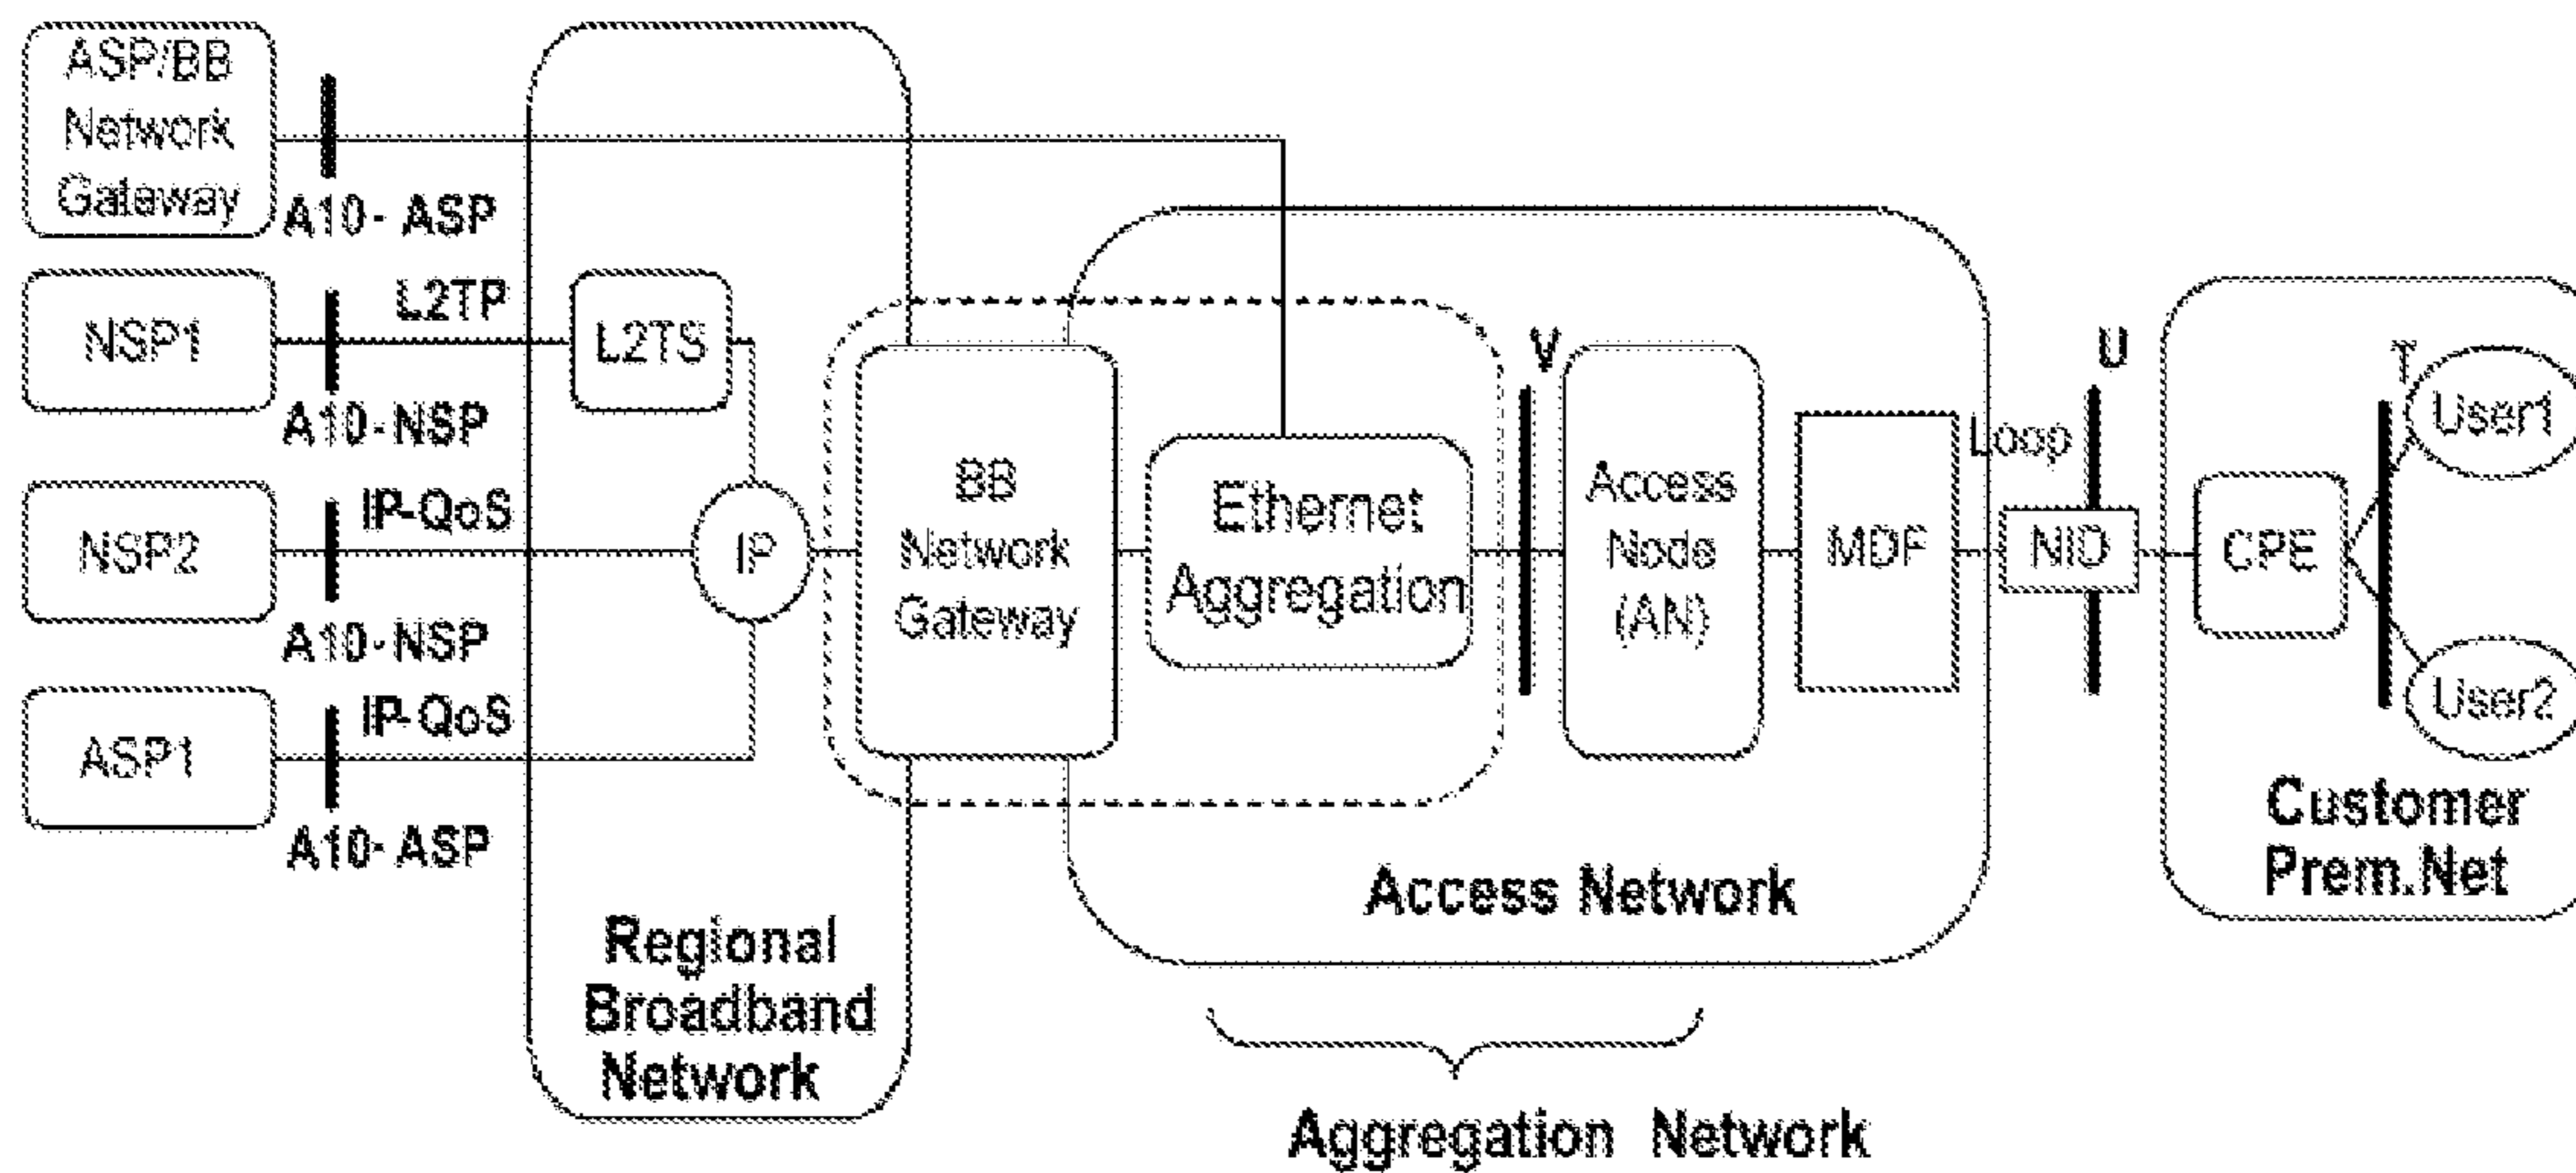 ASP/BB
Network
Gateway
A10- ASP
NSP1
L2TP
A10-NSP
L2TS
NSP2
IP-QoS
A10-NSP
IP
ASP1
IP-QoS
A10-ASP
Regional
Broadband
Network
BB
Network
Gateway
Ethernet
Aggregation
V
Access
Node
(AN)
MDF
Loop
Access Network
Aggregation Network
U
NID
CPE
T
User1
User2
Customer
Prem.Net